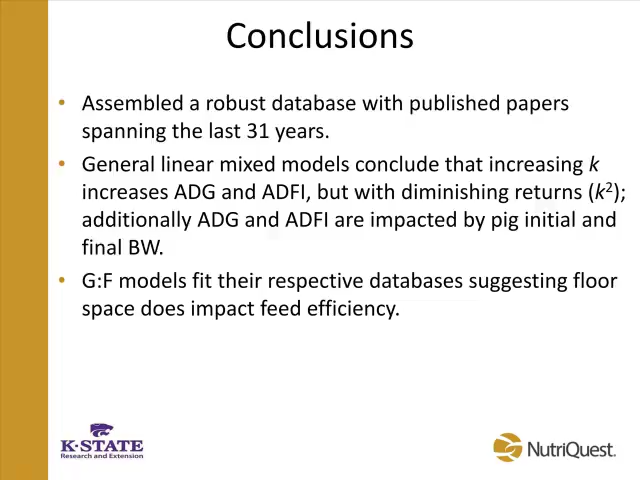 Conclusions
• Assembled a robust database with published papers
spanning the last 31 years.
• General linear mixed models conclude that increasing k
increases ADG and ADFI, but with diminishing returns (k²);
additionally ADG and ADFI are impacted by pig initial and
final BW.
• G:F models fit their respective databases suggesting floor
space does impact feed efficiency.
K-STATE
Research and Extension
NutriQuest.